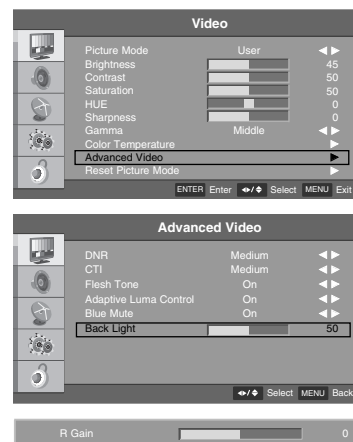 Video
Picture Mode User
Brightness 45
Contrast 50
Saturation 50
HUE 0
Sharpness 0
Gamma Middle
Color Temperature
Advanced Video
Reset Picture Mode
ENTER Enter Select MENU Exit
Advanced Video
DNR Medium
CTI Medium
Flesh Tone On
Adaptive Luma Control On
Blue Mute On
Back Light 50
Select MENU Back
R Gain 0